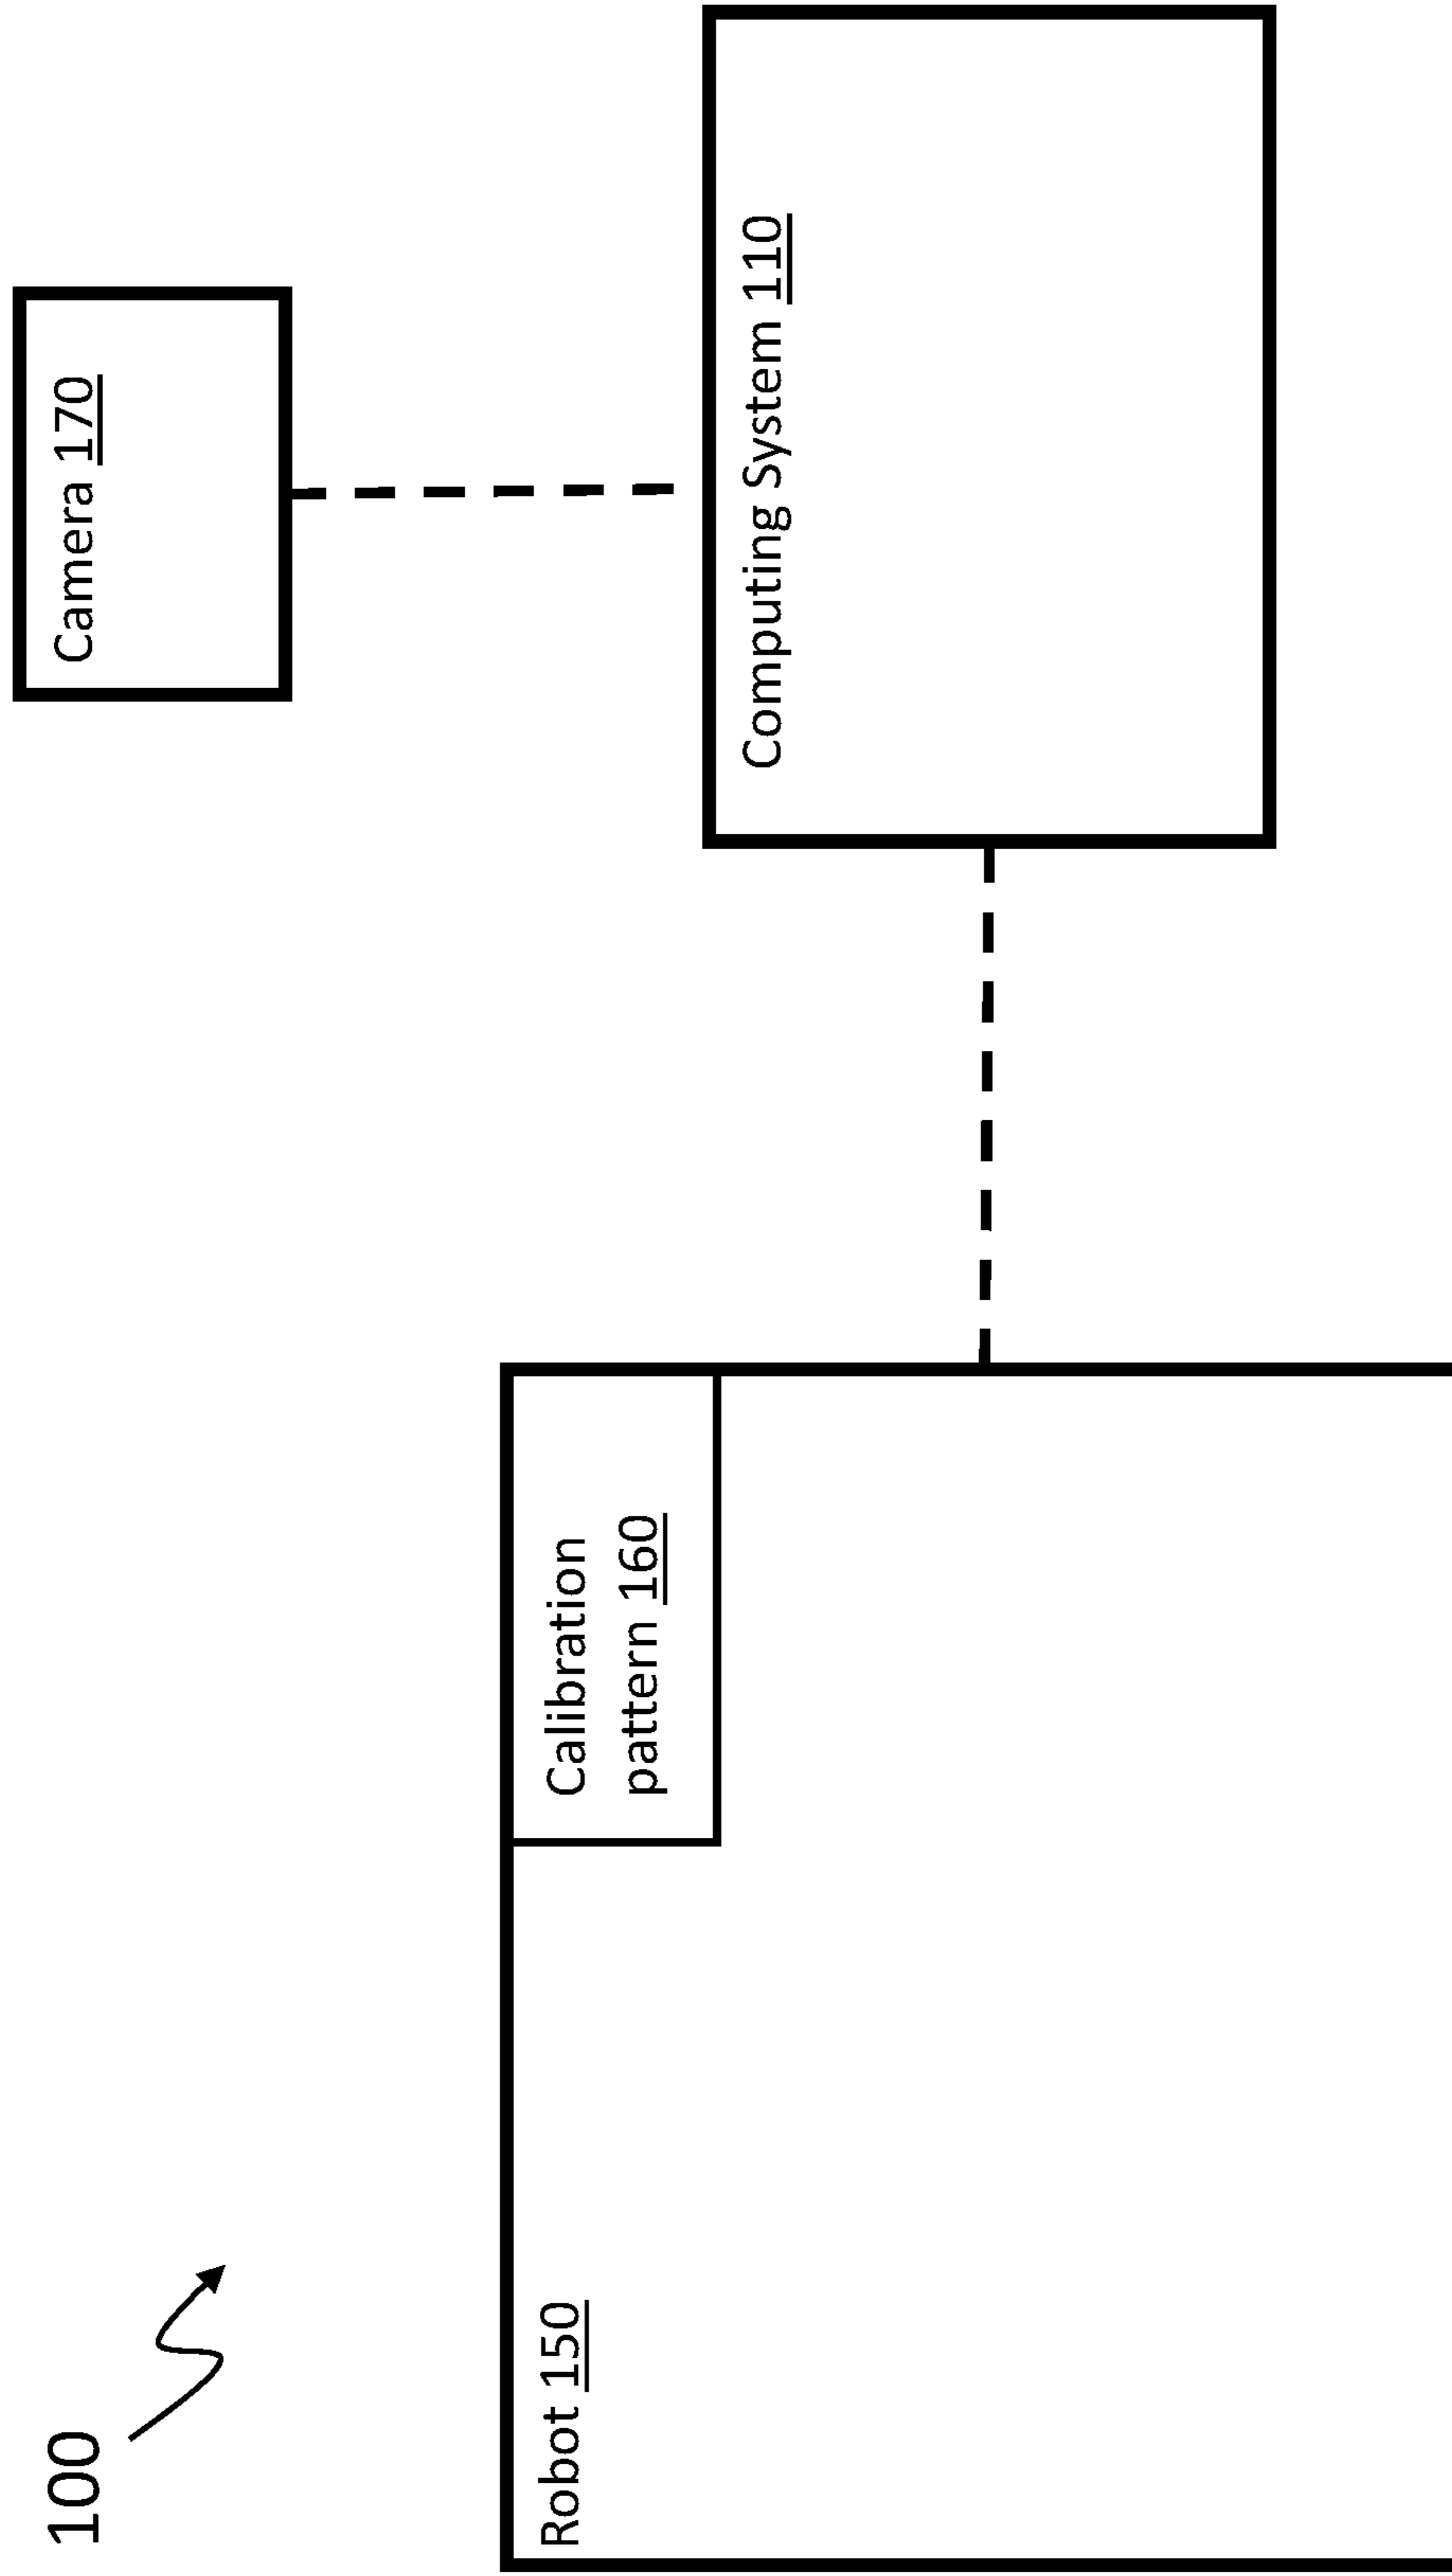 100
Camera 170
Robot 150
Calibration
pattern 160
Computing System 110